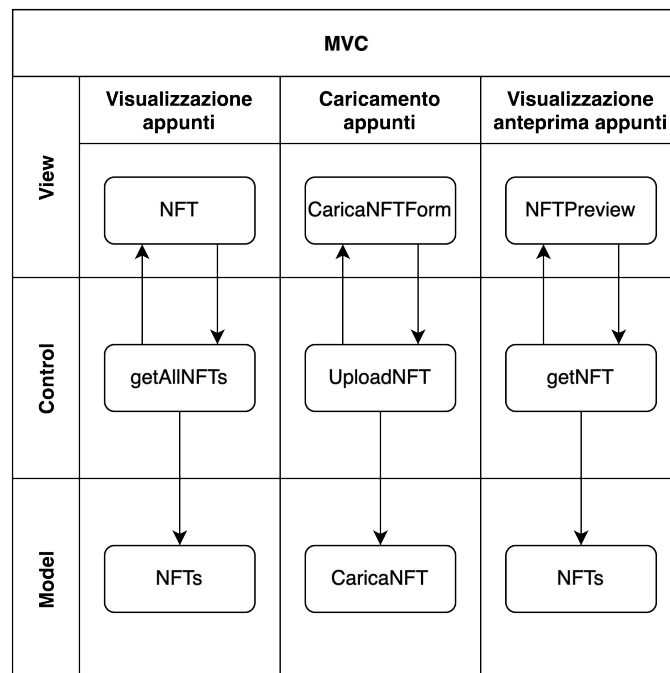 MVC
Visualizzazione
appunti
Caricamento
appunti
Visualizzazione
anteprima appunti
View
NFT
CaricaNFTForm
NFTPreview
Control
getAllNFTs
UploadNFT
getNFT
Model
NFTs
CaricaNFT
NFTs